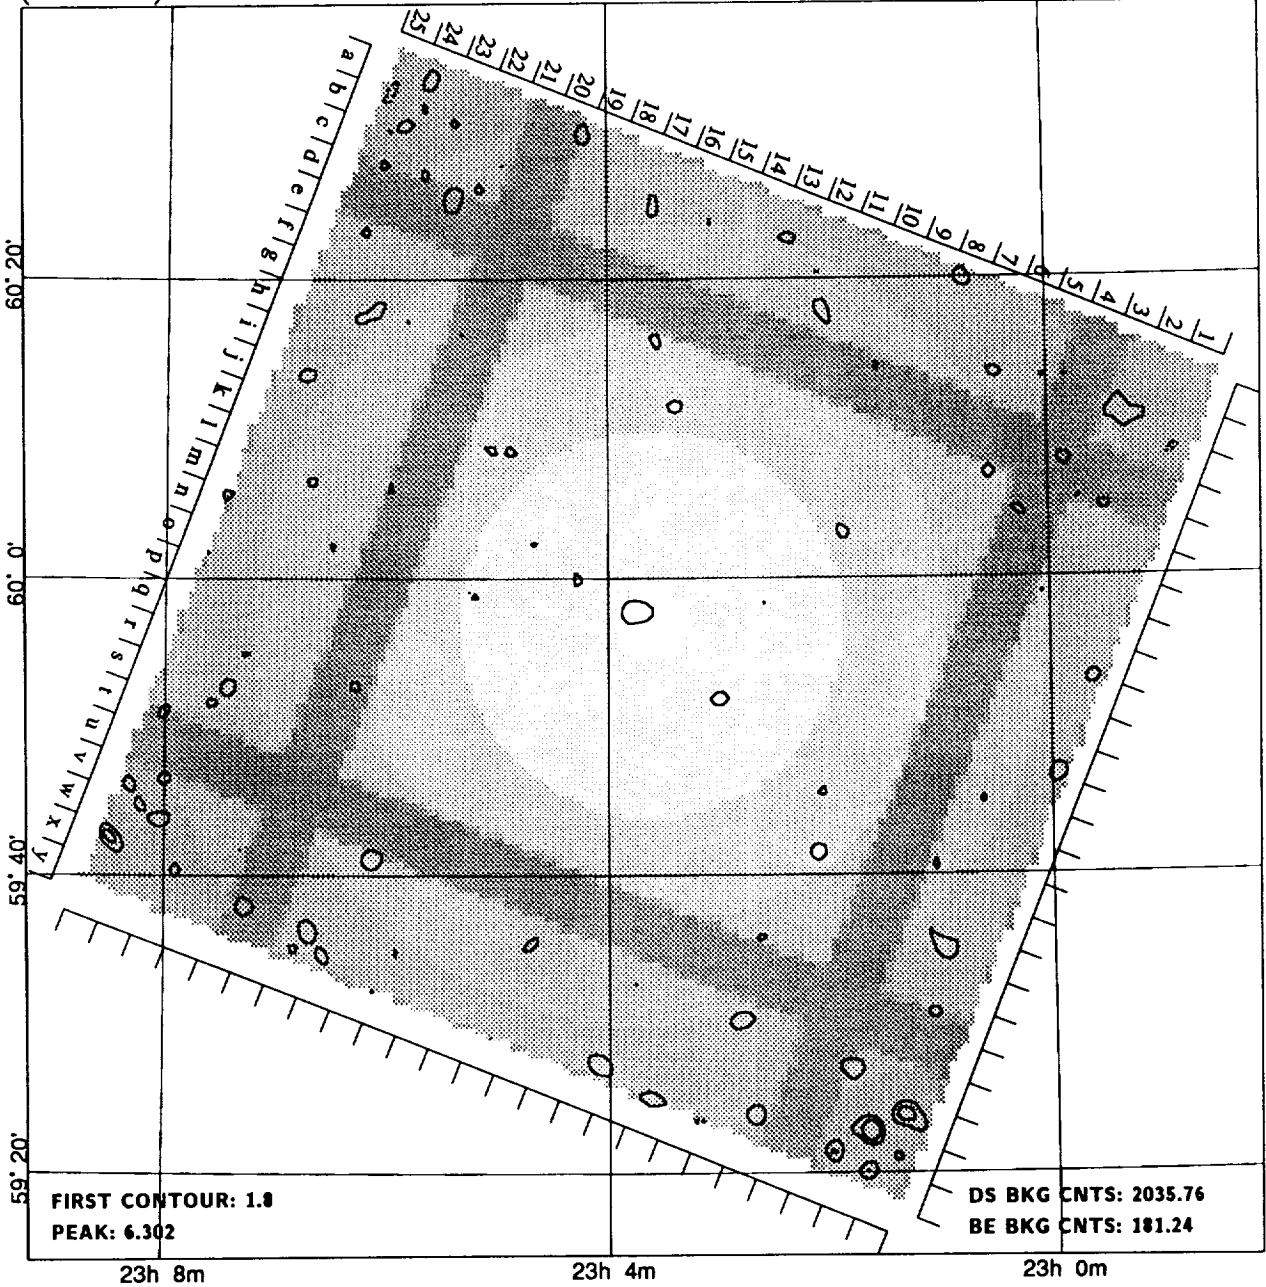 25 24 23 22 21 20 19 18 17 16 15 14 13 12 11 10 9 8 7 6 5 4 3 2 1
a b c d e f g h i j k l m n o p q r s t u v w x y
60° 20'
60° 0'
59° 40'
59° 20'
FIRST CONTOUR: 1.8
PEAK: 6.302
DS BKG CNTS: 2035.76
BE BKG CNTS: 181.24
23h 8m
23h 4m
23h 0m